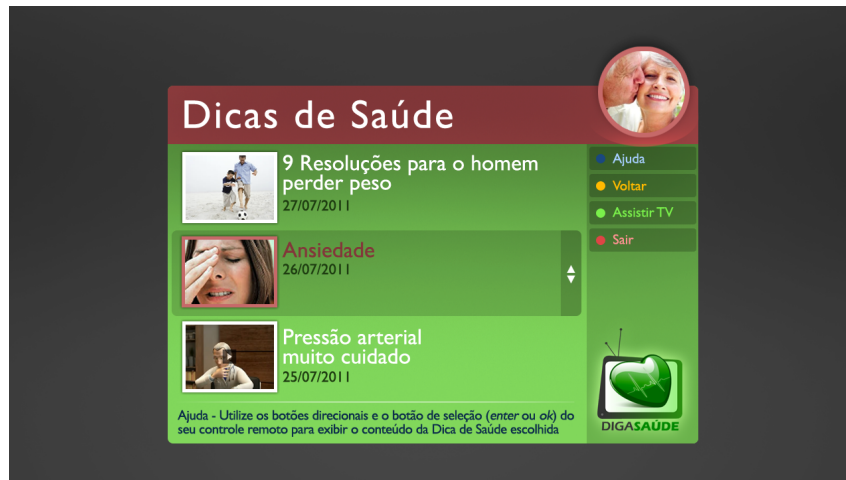 Dicas de Saúde
9 Resoluções para o homem
perder peso
27/07/2011
Ansiedade
26/07/2011
Pressão arterial
muito cuidado
25/07/2011
Ajuda - Utilize os botões direcionais e o botão de seleção (enter ou ok) do
seu controle remoto para exibir o conteúdo da Dica de Saúde escolhida
Ajuda
Voltar
Assistir TV
Sair
DIGASAÚDE